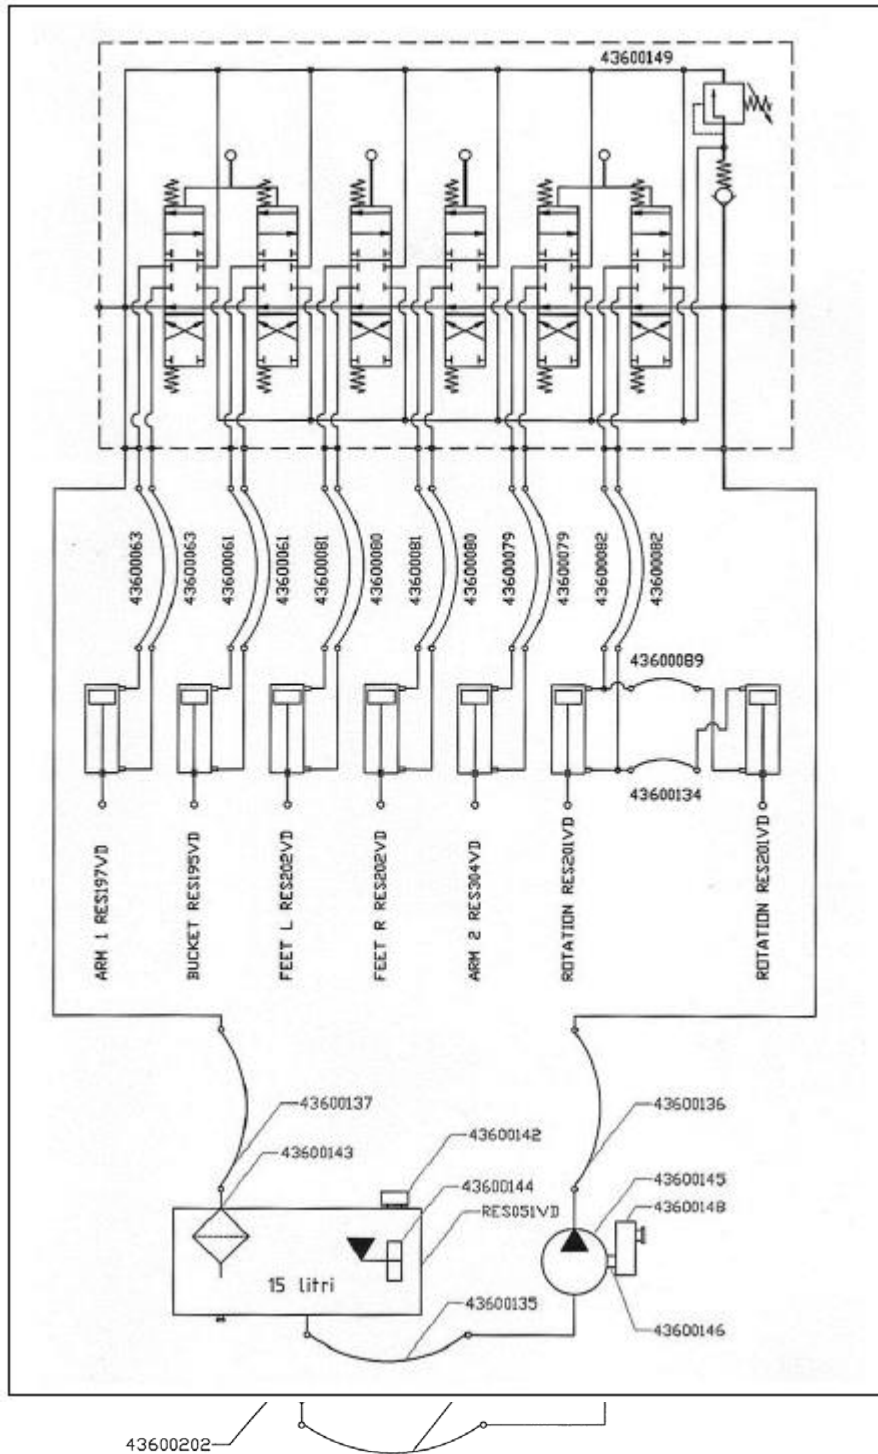 43600149
43600063
43600063
43600061
43600061
43600081
43600080
43600081
43600080
43600079
43600079
43600082
43600082
43600089
43600134
ARM 1 RES197VD
BUCKET RES195VD
FEET L RES202VD
FEET R RES202VD
ARM 2 RES304VD
ROTATION RES201VD
ROTATION RES201VD
43600137
43600136
43600143
43600142
43600145
43600144
43600148
RES051VD
15 litri
43600135
43600146
43600202